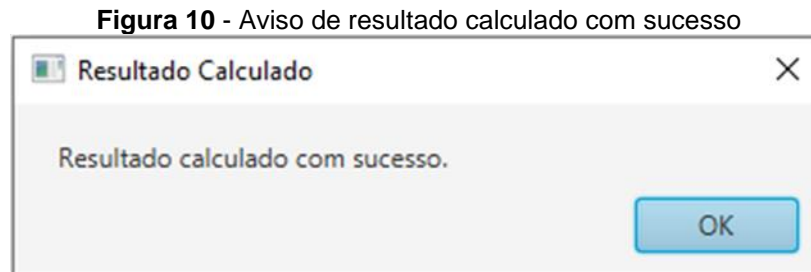 Figura 10 - Aviso de resultado calculado com sucesso
Resultado Calculado
Resultado calculado com sucesso.
OK